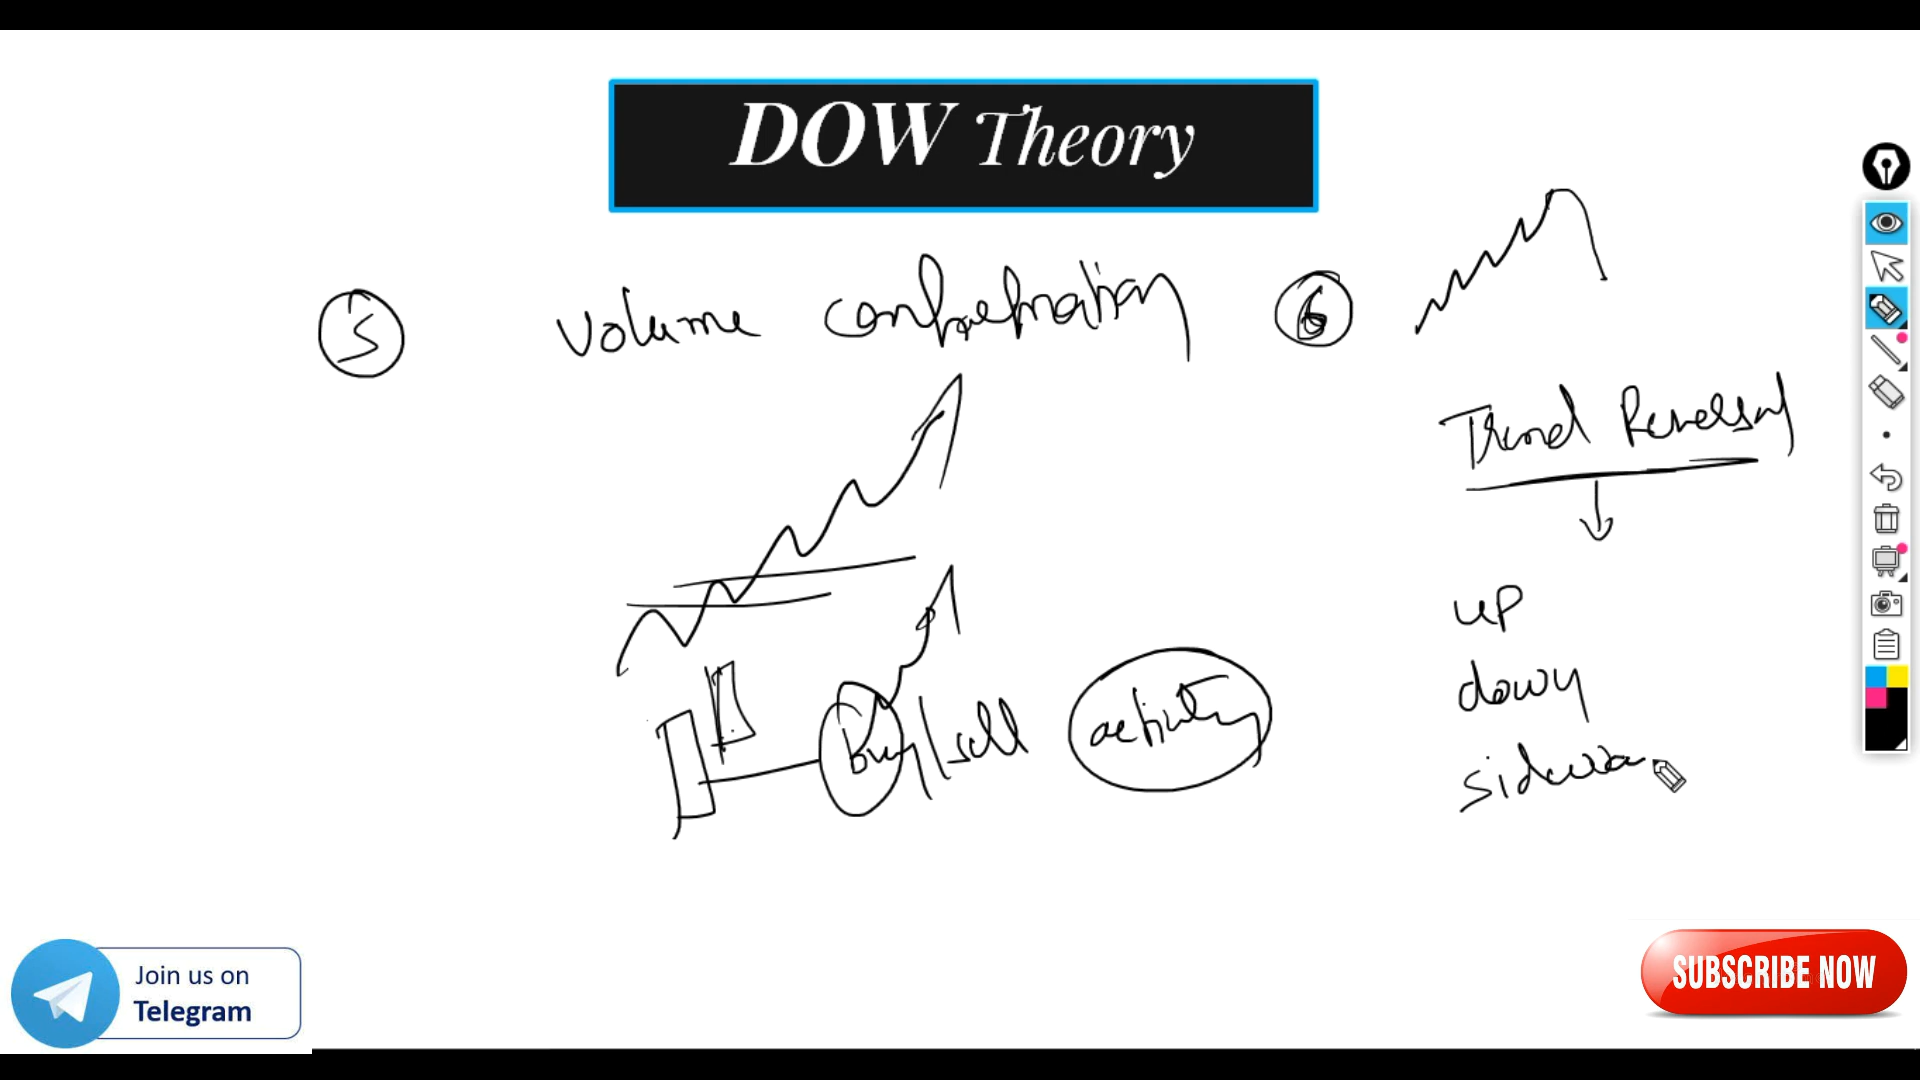 DOW Theory
5 Volume confirmation 6
Trend Reversal
up
down
sidewa
buy/sell activity
Join us on
Telegram
SUBSCRIBE NOW